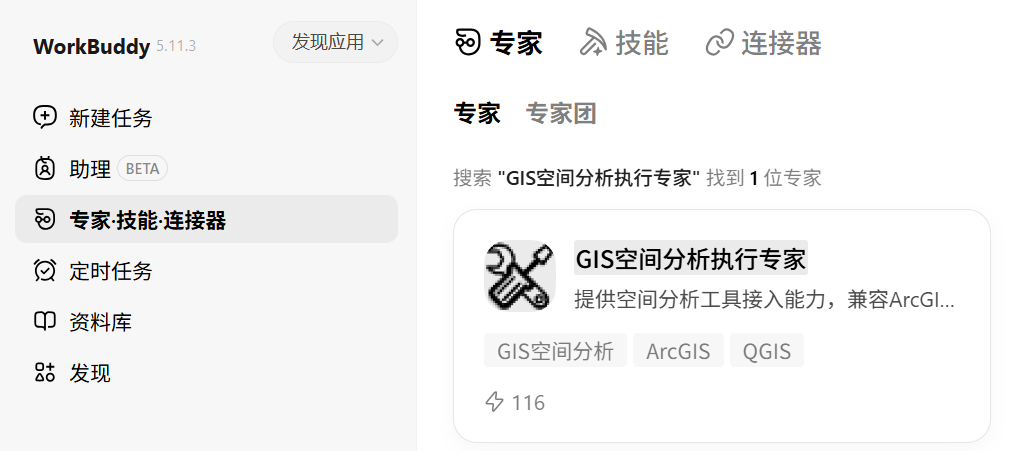 WorkBuddy 5.11.3
发现应用
新建任务
助理 BETA
专家·技能·连接器
定时任务
资料库
发现
专家 技能 连接器
专家 专家团
搜索 "GIS空间分析执行专家" 找到 1 位专家
GIS空间分析执行专家
提供空间分析工具接入能力，兼容ArcGI...
GIS空间分析 ArcGIS QGIS
116